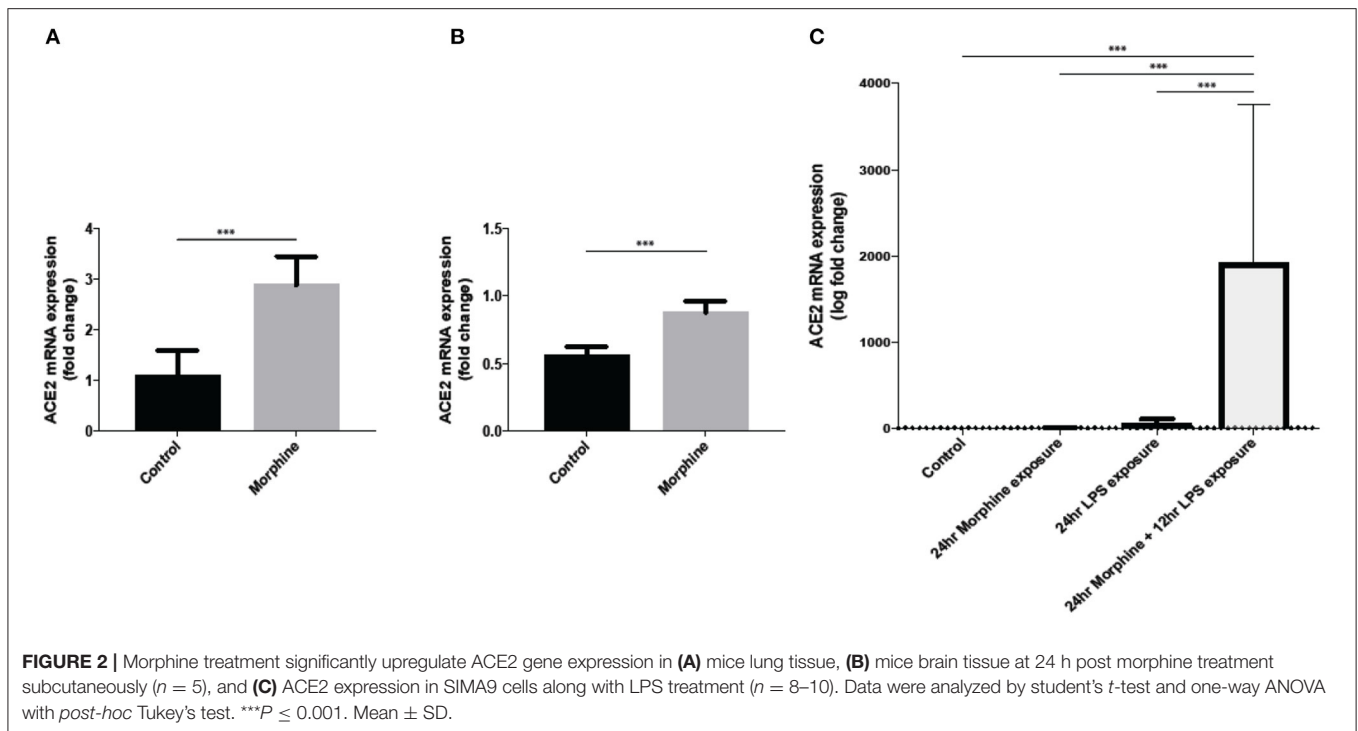 A
ACE2 mRNA expression
(fold change)
4
3
2
1
0
***
Control
Morphine
B
ACE2 mRNA expression
(fold change)
1.5
1.0
0.5
0.0
***
Control
Morphine
C
ACE2 mRNA expression
(log fold change)
4000
3000
2000
1000
0
***
***
***
Control
24hr Morphine exposure
24hr LPS exposure
24hr Morphine + 12hr LPS exposure
FIGURE 2 | Morphine treatment significantly upregulate ACE2 gene expression in (A) mice lung tissue, (B) mice brain tissue at 24 h post morphine treatment
subcutaneously (n = 5), and (C) ACE2 expression in SIMA9 cells along with LPS treatment (n = 8–10). Data were analyzed by student's t-test and one-way ANOVA
with post-hoc Tukey's test. ***P ≤ 0.001. Mean ± SD.